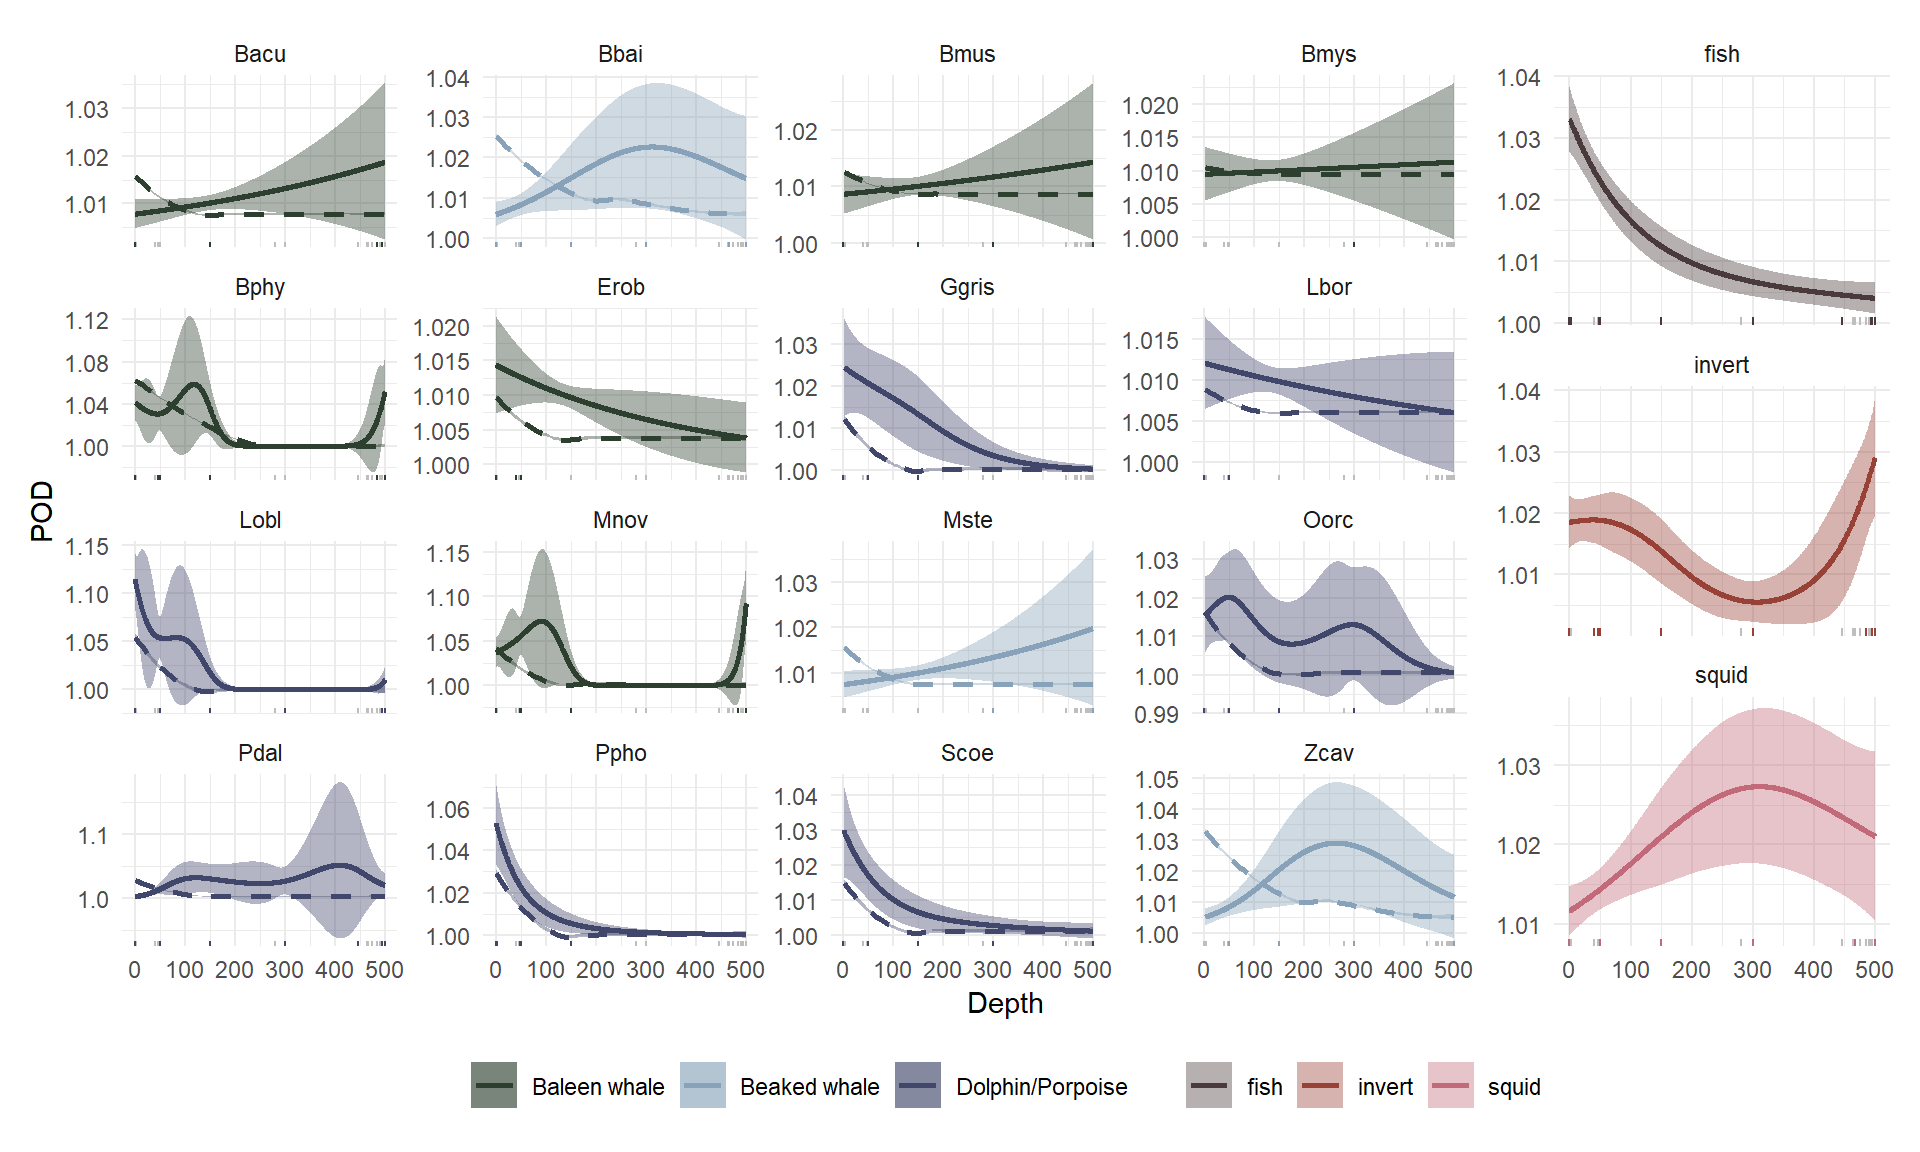 Bacu Bbai Bmus Bmys fish
1.03 1.02 1.01
1.04 1.03 1.02 1.01 1.00
1.02 1.01 1.00
1.020 1.015 1.010 1.005 1.000
1.04 1.03 1.02 1.01 1.00
Bphy Erob Ggris Lbor
1.12 1.08 1.04 1.00
1.020 1.015 1.010 1.005 1.000
1.03 1.02 1.01 1.00
1.015 1.010 1.005 1.000
invert
1.04 1.03 1.02 1.01
POD
Lobl Mnov Mste Oorc
1.15 1.10 1.05 1.00
1.15 1.10 1.05 1.00
1.03 1.02 1.01
1.03 1.02 1.01 1.00 0.99
squid
1.03 1.02 1.01
Pdal Ppho Scoe Zcav
1.1 1.0
1.06 1.04 1.02 1.00
1.04 1.03 1.02 1.01 1.00
1.05 1.04 1.03 1.02 1.01 1.00
0 100 200 300 400 500 0 100 200 300 400 500 0 100 200 300 400 500 0 100 200 300 400 500 0 100 200 300 400 500
Depth
Baleen whale Beaked whale Dolphin/Porpoise fish invert squid